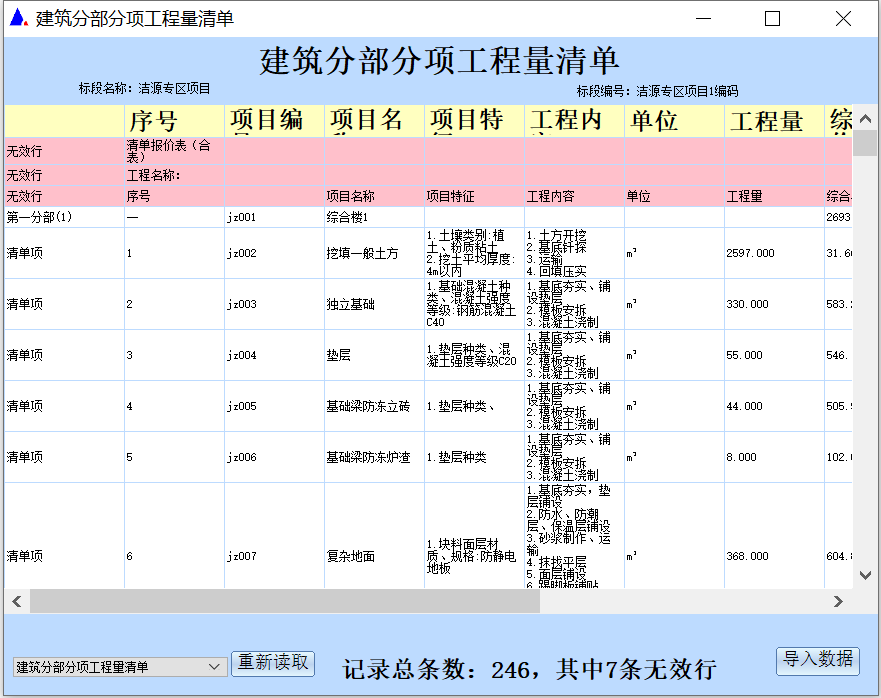 建筑分部分项工程量清单
建筑分部分项工程量清单
标段名称：洁源专区项目
标段编号：洁源专区项目1编码
序号 项目编 项目名 项目特 工程内 单位 工程量 综
无效行 清单报价表（合
表）
无效行 工程名称：
无效行 序号 项目名称 项目特征 工程内容 单位 工程量 综合
第一分部(1) 一 jz001 综合楼1 2693
清单项 1 jz002 挖填一般土方
1.土壤类别:植
土、粉质粘土
2.挖土平均厚度:
4m以内
1.土方开挖
2.基底钎探
3.运输
4.回填压实
m³ 2597.000 31.6
清单项 2 jz003 独立基础
1.基础混凝土种
类、混凝土强度
等级:钢筋混凝土
C40
1.基底夯实、铺
设垫层
2.模板安拆
3.混凝土浇制
m³ 330.000 583.
清单项 3 jz004 垫层
1.垫层种类、混
凝土强度等级C20
1.基底夯实、铺
设垫层
2.模板安拆
3.混凝土浇制
m³ 55.000 546.
清单项 4 jz005 基础梁防冻立砖 1.垫层种类、
1.基底夯实、铺
设垫层
2.模板安拆
3.混凝土浇制
m³ 44.000 505.
清单项 5 jz006 基础梁防冻炉渣 1.垫层种类
1.基底夯实、铺
设垫层
2.模板安拆
3.混凝土浇制
m³ 8.000 102.
清单项 6 jz007 复杂地面
1.块料面层材
质、规格:防静电
地板
1.基底夯实，垫
层铺设
2.防水、防潮
层、保温层铺设
3.砂浆制作、运
输
4.抹找平层
5.面层铺设
6.踢脚板铺贴
m³ 368.000 604.
建筑分部分项工程量清单 重新读取 记录总条数：246，其中7条无效行 导入数据